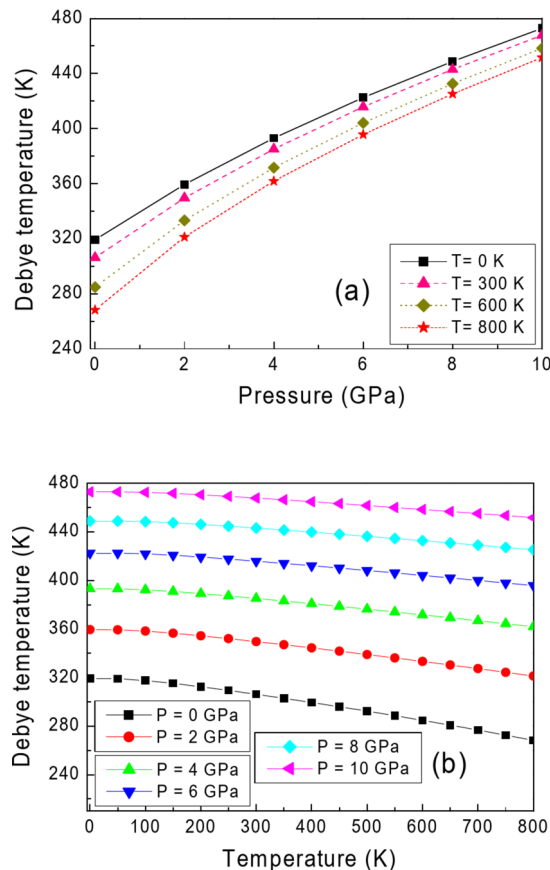 480
440
400
360
320
280
240
Debye temperature (K)
T= 0 K
T= 300 K
T= 600 K
T= 800 K
(a)
0 2 4 6 8 10
Pressure (GPa)
480
440
400
360
320
280
240
Debye temperature (K)
P = 0 GPa
P = 2 GPa
P = 4 GPa
P = 6 GPa
P = 8 GPa
P = 10 GPa
(b)
0 100 200 300 400 500 600 700 800
Temperature (K)